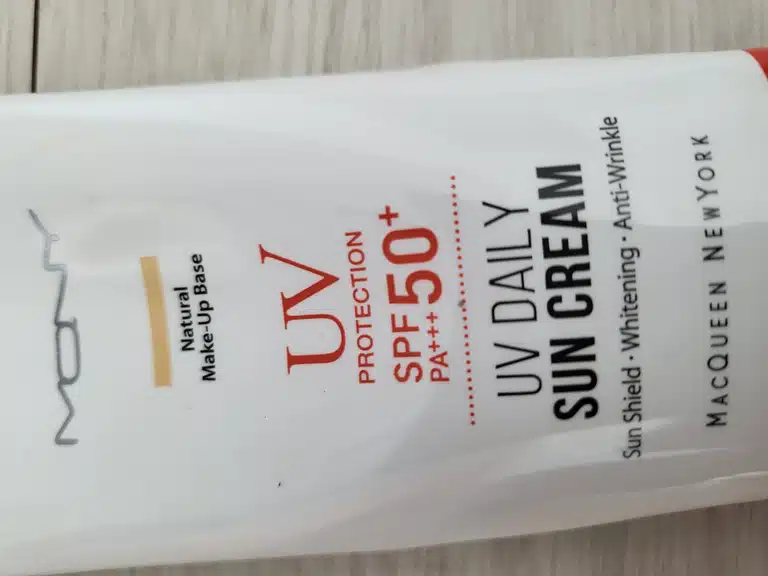 MONY
Natural
Make-Up Base
UV
PROTECTION
SPF50+
PA+++
UV DAILY
SUN CREAM
Sun Shield · Whitening · Anti-Wrinkle
MACQUEEN NEWYORK